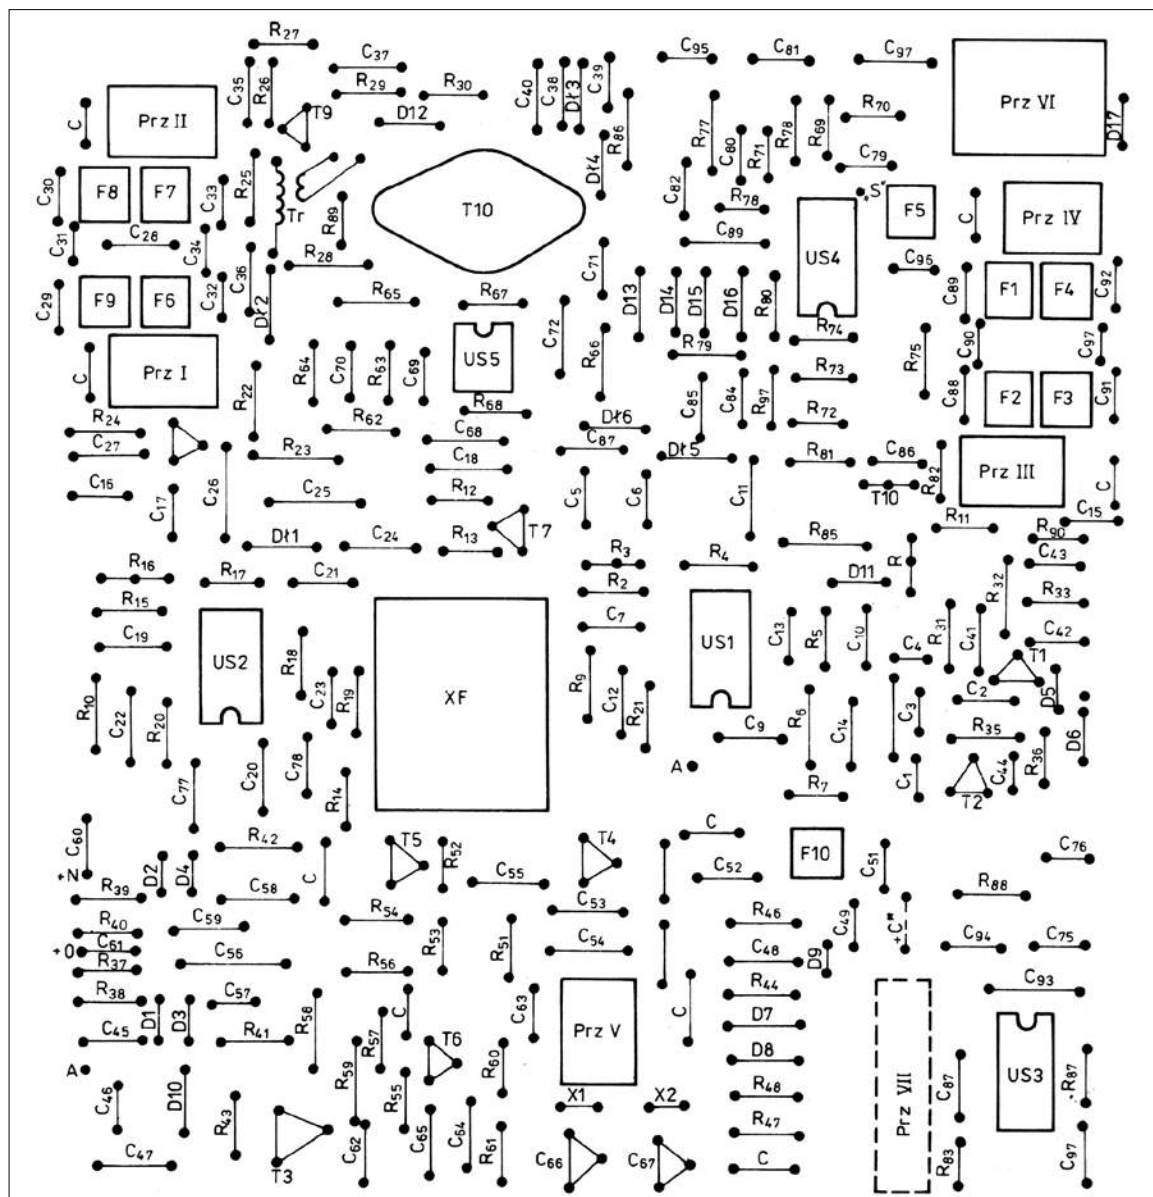 R27
C37
C95
C81
C97
C35
R26
R29
R30
C40
C38
Dł3
C39
R86
R77
C80
R71
R78
R69
R70
Prz VI
D17
C
Prz II
T9
D12
Dł4
C82
C79
C30
F8
F7
C33
R25
Tr
R89
T10
R78
„S"
F5
C
Prz IV
C31
C28
C34
C36
R28
C71
C89
US4
C96
C29
F9
F6
C32
Dł2
R65
R67
C72
D13
D14
D15
D16
R80
C89
F1
F4
C92
C
Prz I
R22
R64
C70
R63
C69
US5
R66
R79
R74
R75
C90
C97
R68
C85
C84
R97
R73
C88
F2
F3
C91
R24
R62
Dł6
R72
C27
R23
C68
C87
Dł5
R81
C86
R82
Prz III
C
C16
C17
C26
C25
C18
R12
C5
C6
C11
T10
C15
Dł1
C24
R13
T7
R85
R11
R90
R16
R17
C21
R3
R4
D11
R
R32
C43
R15
R2
R33
C19
US2
R18
XF
C7
US1
C13
R5
C10
C4
R31
C41
C42
T1
R10
C22
R20
C23
R19
R9
C12
R21
R6
C14
C3
C2
D5
C77
C20
C78
R14
C9
A
R7
C1
R35
T2
C44
R36
D6
C60
+N
R42
C
T5
R52
T4
C
F10
C51
C76
R39
D2
D4
C58
C55
C52
R88
R40
C59
R54
R53
R51
C53
R46
C49
+C*
+O
C61
C56
C54
C48
D9
C94
C75
R37
R56
R44
C93
R38
D1
D3
C57
R58
C
C63
Prz V
C
D7
Prz VII
US3
C45
R41
R57
T6
D8
A
C46
D10
R43
R59
R55
R60
X1
X2
R48
C87
R87
T3
C62
C65
C64
R61
R47
C47
C66
C67
C
R83
C97